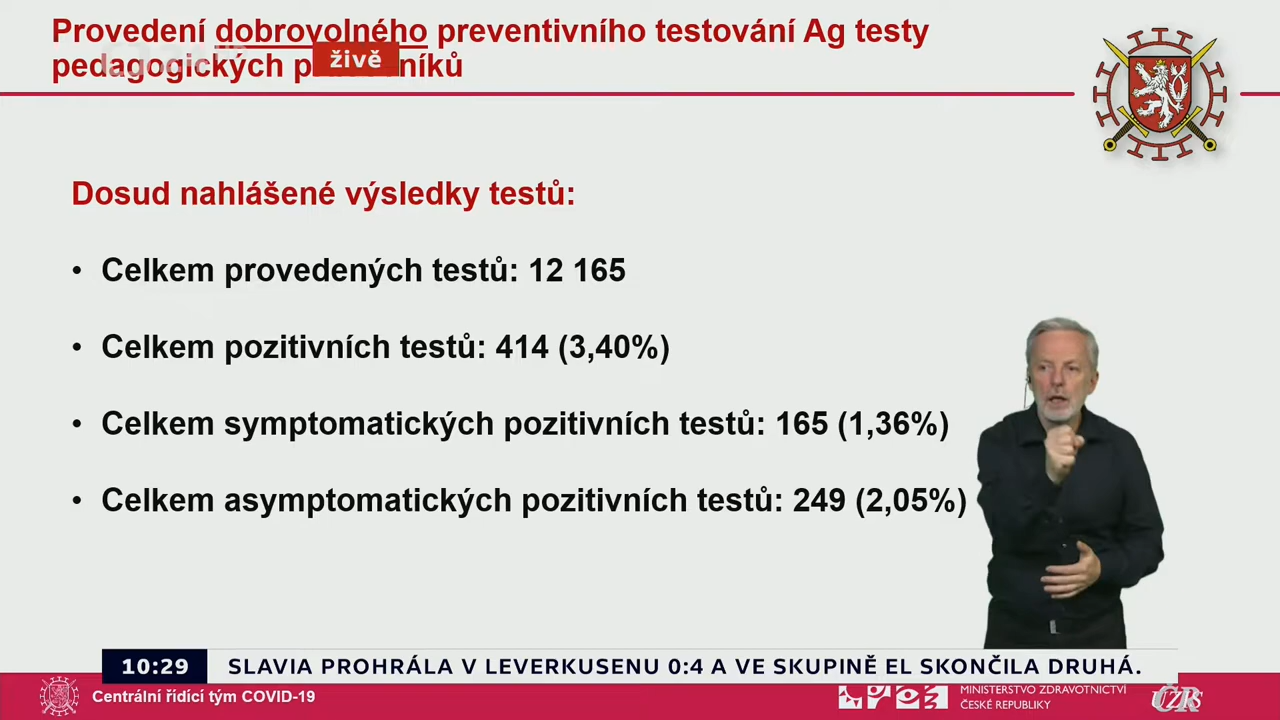 Provedení dobrovolného preventivního testování Ag testy
živě
pedagogických
Dosud nahlášené výsledky testů:
• Celkem provedených testů: 12 165
• Celkem pozitivních testů: 414 (3,40%)
• Celkem symptomatických pozitivních testů: 165 (1,36%)
• Celkem asymptomatických pozitivních testů: 249 (2,05%)
10:29 SLAVIA PROHRÁLA V LEVERKUSENU 0:4 A VE SKUPINĚ EL SKONČILA DRUHÁ.
Centrální řídící tým COVID-19
MINISTERSTVO ZDRAVOTNICTVÍ
ČESKÉ REPUBLIKY